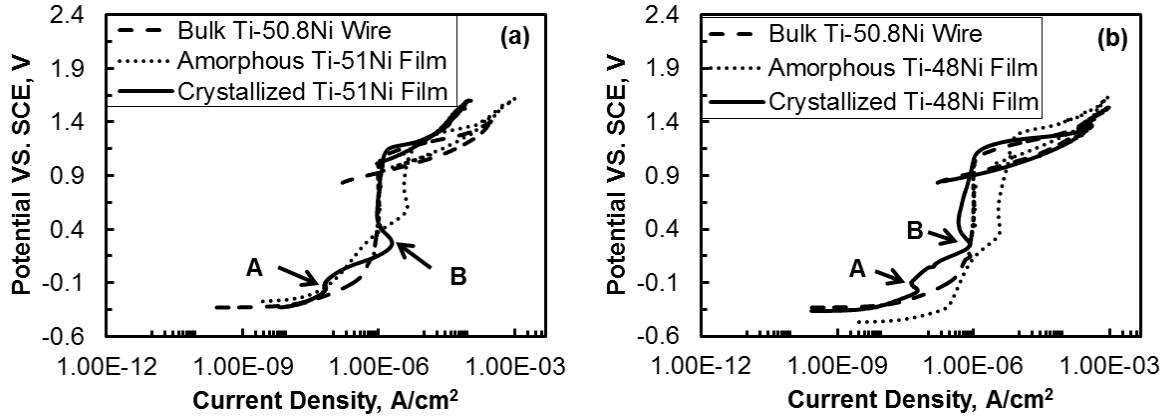 2.4
1.9
1.4
0.9
0.4
-0.1
-0.6
Potential VS. SCE, V
Bulk Ti-50.8Ni Wire
Amorphous Ti-51Ni Film
Crystallized Ti-51Ni Film
(a)
A
B
1.00E-12 1.00E-09 1.00E-06 1.00E-03
Current Density, A/cm²
2.4
1.9
1.4
0.9
0.4
-0.1
-0.6
Potential VS. SCE, V
Bulk Ti-50.8Ni Wire
Amorphous Ti-48Ni Film
Crystallized Ti-48Ni Film
(b)
B
A
1.00E-12 1.00E-09 1.00E-06 1.00E-03
Current Density, A/cm²